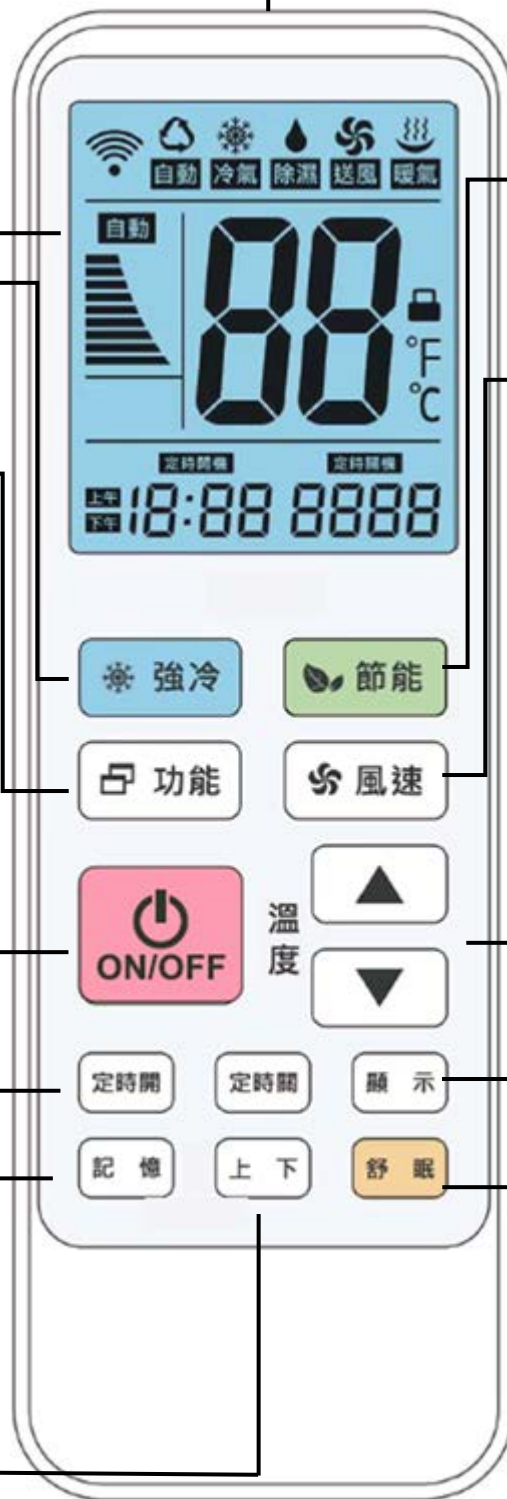 自動 冷氣 除濕 送風 暖氣
自動
88
°F
°C
定時開機 定時關機
上午
下午
18:88 8888
強冷 節能
功能 風速
ON/OFF
溫度
定時開 定時關 顯 示
記 憶 上 下 舒 眠